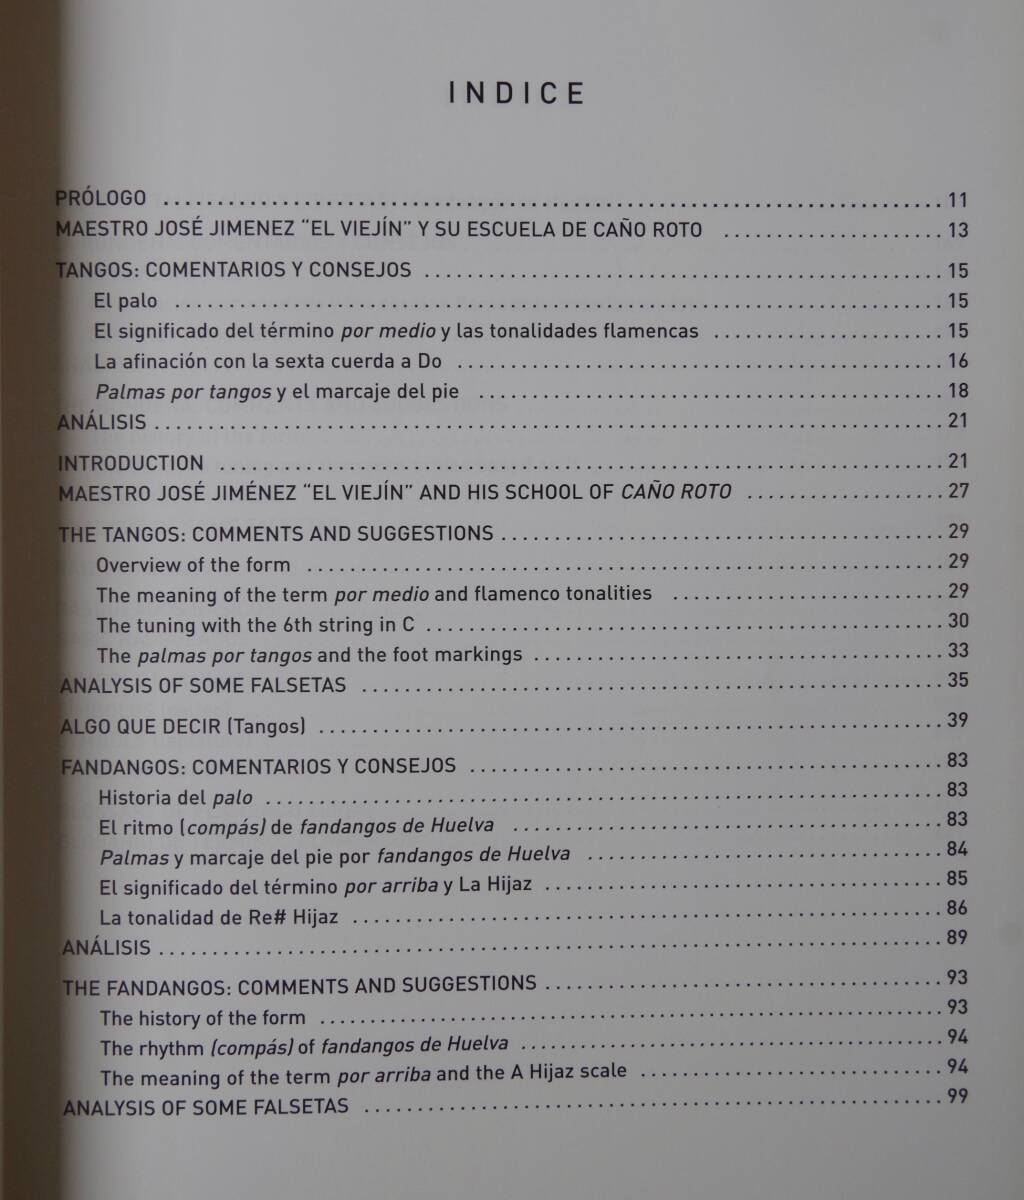 INDICE
PRÓLOGO ........ 11
MAESTRO JOSÉ JIMENEZ “EL VIEJÍN” Y SU ESCUELA DE CAÑO ROTO ........ 13
TANGOS: COMENTARIOS Y CONSEJOS ........ 15
El palo ........ 15
El significado del término por medio y las tonalidades flamencas ........ 15
La afinación con la sexta cuerda a Do ........ 16
Palmas por tangos y el marcaje del pie ........ 18
ANÁLISIS ........ 21
INTRODUCTION ........ 21
MAESTRO JOSÉ JIMÉNEZ “EL VIEJÍN” AND HIS SCHOOL OF CAÑO ROTO ........ 27
THE TANGOS: COMMENTS AND SUGGESTIONS ........ 29
Overview of the form ........ 29
The meaning of the term por medio and flamenco tonalities ........ 29
The tuning with the 6th string in C ........ 30
The palmas por tangos and the foot markings ........ 33
ANALYSIS OF SOME FALSETAS ........ 35
ALGO QUE DECIR (Tangos) ........ 39
FANDANGOS: COMENTARIOS Y CONSEJOS ........ 83
Historia del palo ........ 83
El ritmo (compás) de fandangos de Huelva ........ 83
Palmas y marcaje del pie por fandangos de Huelva ........ 84
El significado del término por arriba y La Hijaz ........ 85
La tonalidad de Re# Hijaz ........ 86
ANÁLISIS ........ 89
THE FANDANGOS: COMMENTS AND SUGGESTIONS ........ 93
The history of the form ........ 93
The rhythm (compás) of fandangos de Huelva ........ 94
The meaning of the term por arriba and the A Hijaz scale ........ 94
ANALYSIS OF SOME FALSETAS ........ 99